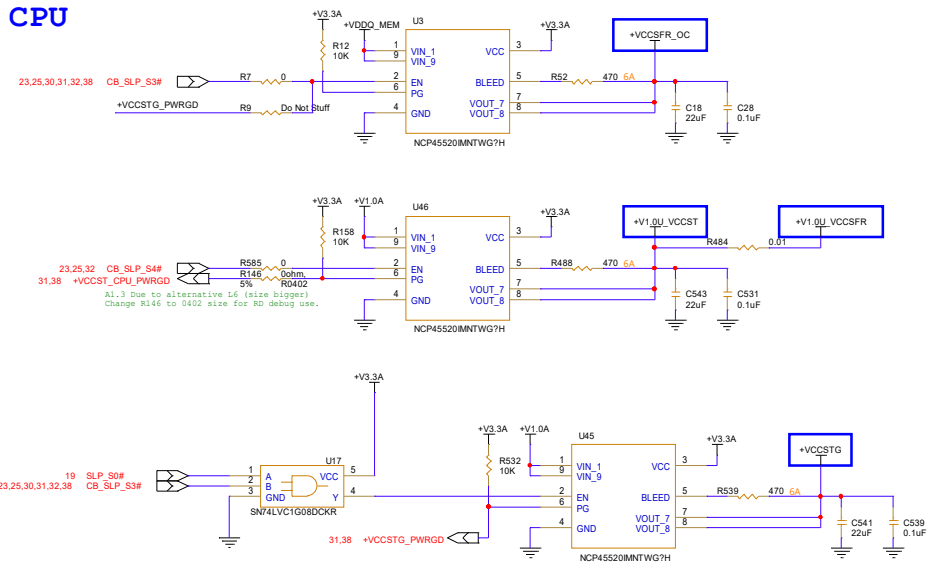 CPU
+V3.3A
+VDDQ_MEM
U3
+V3.3A
+VCCSFR_OC
R12
10K
1 VIN_1
9 VIN_9
VCC 3
23,25,30,31,32,38 CB_SLP_S3#
R7 0
2 EN
6 PG
BLEED 5
R52 470 6A
+VCCSTG_PWRGD
R9 Do Not Stuff
4 GND
VOUT_7 7
VOUT_8 8
C18
22uF
C28
0.1uF
NCP45520IMNTWG?H
+V3.3A
+V1.0A
U46
+V3.3A
+V1.0U_VCCST
+V1.0U_VCCSFR
R158
10K
1 VIN_1
9 VIN_9
VCC 3
R484 0.01
23,25,32 CB_SLP_S4#
R585 0
2 EN
BLEED 5
R488 470 6A
31,38 +VCCST_CPU_PWRGD
R146 0ohm,
5% R0402
6 PG
A1.3 Due to alternative L6 (size bigger)
Change R146 to 0402 size for RD debug use.
4 GND
VOUT_7 7
VOUT_8 8
C543
22uF
C531
0.1uF
NCP45520IMNTWG?H
+V3.3A
+V3.3A
+V1.0A
U45
+V3.3A
+VCCSTG
R532
10K
1 VIN_1
9 VIN_9
VCC 3
19 SLP_S0#
23,25,30,31,32,38 CB_SLP_S3#
U17
1 A
2 B
3 GND
VCC 5
Y 4
SN74LVC1G08DCKR
2 EN
6 PG
BLEED 5
R539 470 6A
4 GND
VOUT_7 7
VOUT_8 8
C541
22uF
C539
0.1uF
31,38 +VCCSTG_PWRGD
NCP45520IMNTWG?H